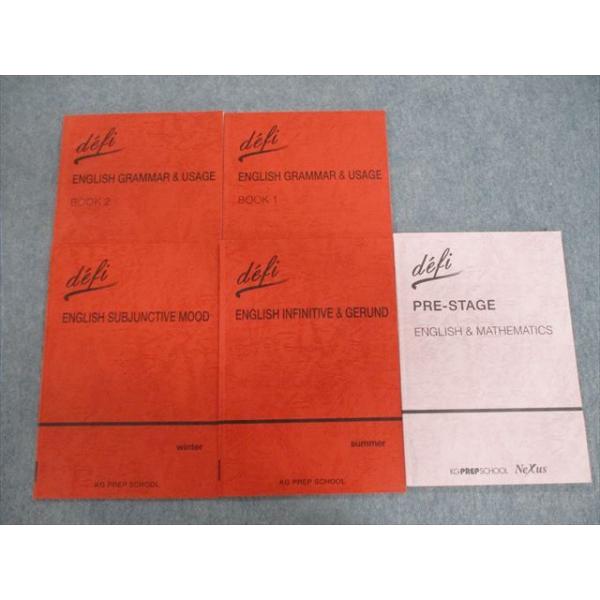 défi
ENGLISH GRAMMAR & USAGE
BOOK 2
défi
ENGLISH GRAMMAR & USAGE
BOOK 1
défi
ENGLISH SUBJUNCTIVE MOOD
winter
KG PREP SCHOOL
défi
ENGLISH INFINITIVE & GERUND
summer
KG PREP SCHOOL
défi
PRE-STAGE
ENGLISH & MATHEMATICS
KG PREP SCHOOL NeXus